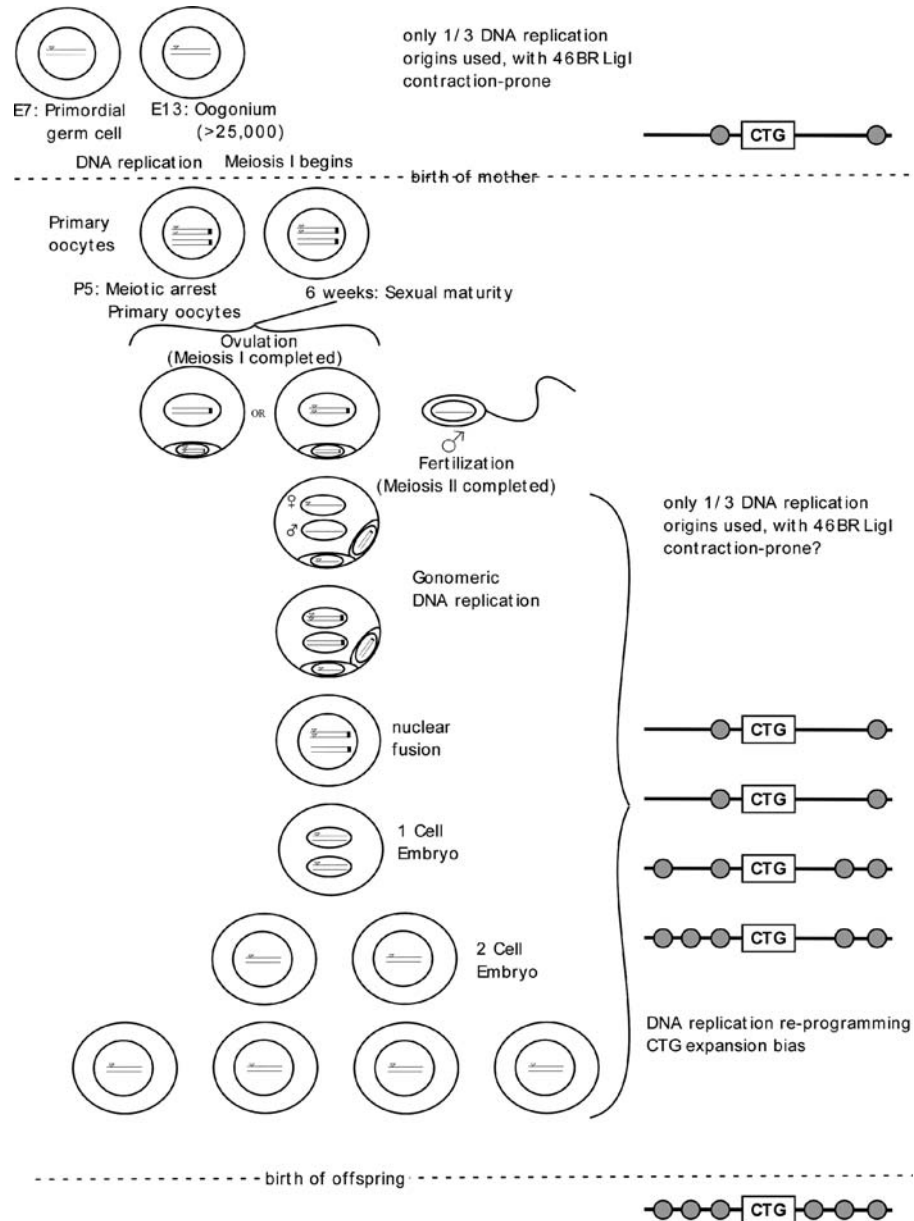 only 1/3 DNA replication
origins used, with 46BR LigI
contraction-prone
E7: Primordial
germ cell
E13: Oogonium
(>25,000)
CTG
DNA replication
Meiosis I begins
birth of mother
Primary
oocytes
P5: Meiotic arrest
Primary oocytes
6 weeks: Sexual maturity
Ovulation
(Meiosis I completed)
OR
♂
Fertilization
(Meiosis II completed)
♀
♂
only 1/3 DNA replication
origins used, with 46BR LigI
contraction-prone?
Gonomeric
DNA replication
nuclear
fusion
CTG
CTG
1 Cell
Embryo
CTG
CTG
2 Cell
Embryo
DNA replication re-programming
CTG expansion bias
birth of offspring
CTG